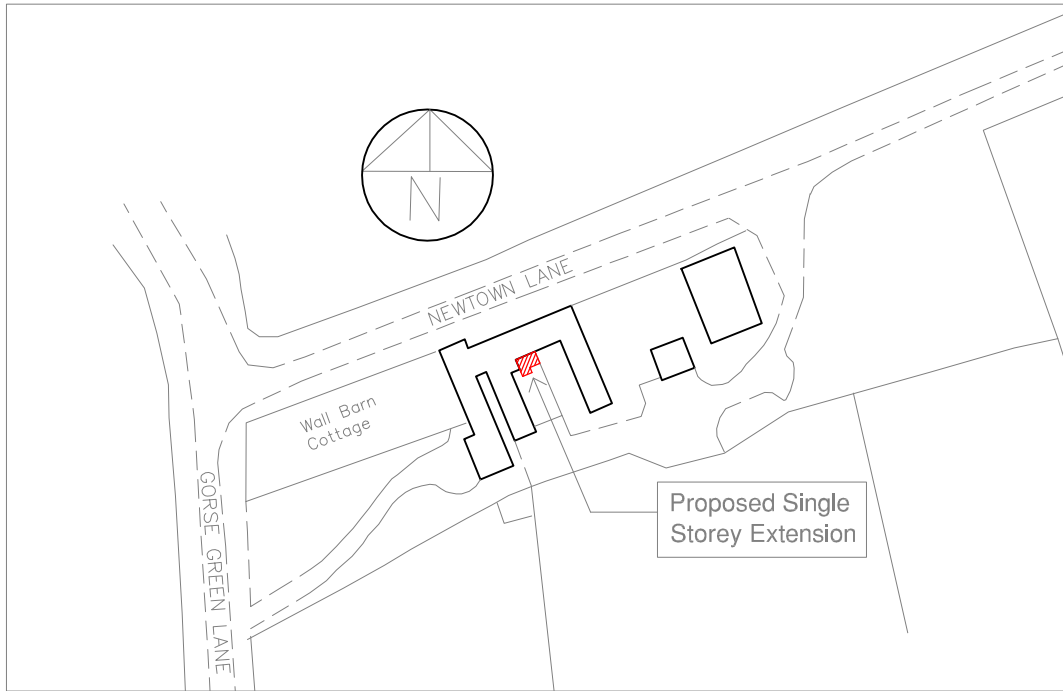 N
NEWTOWN LANE
Wall Barn
Cottage
GORSE GREEN LANE
Proposed Single
Storey Extension